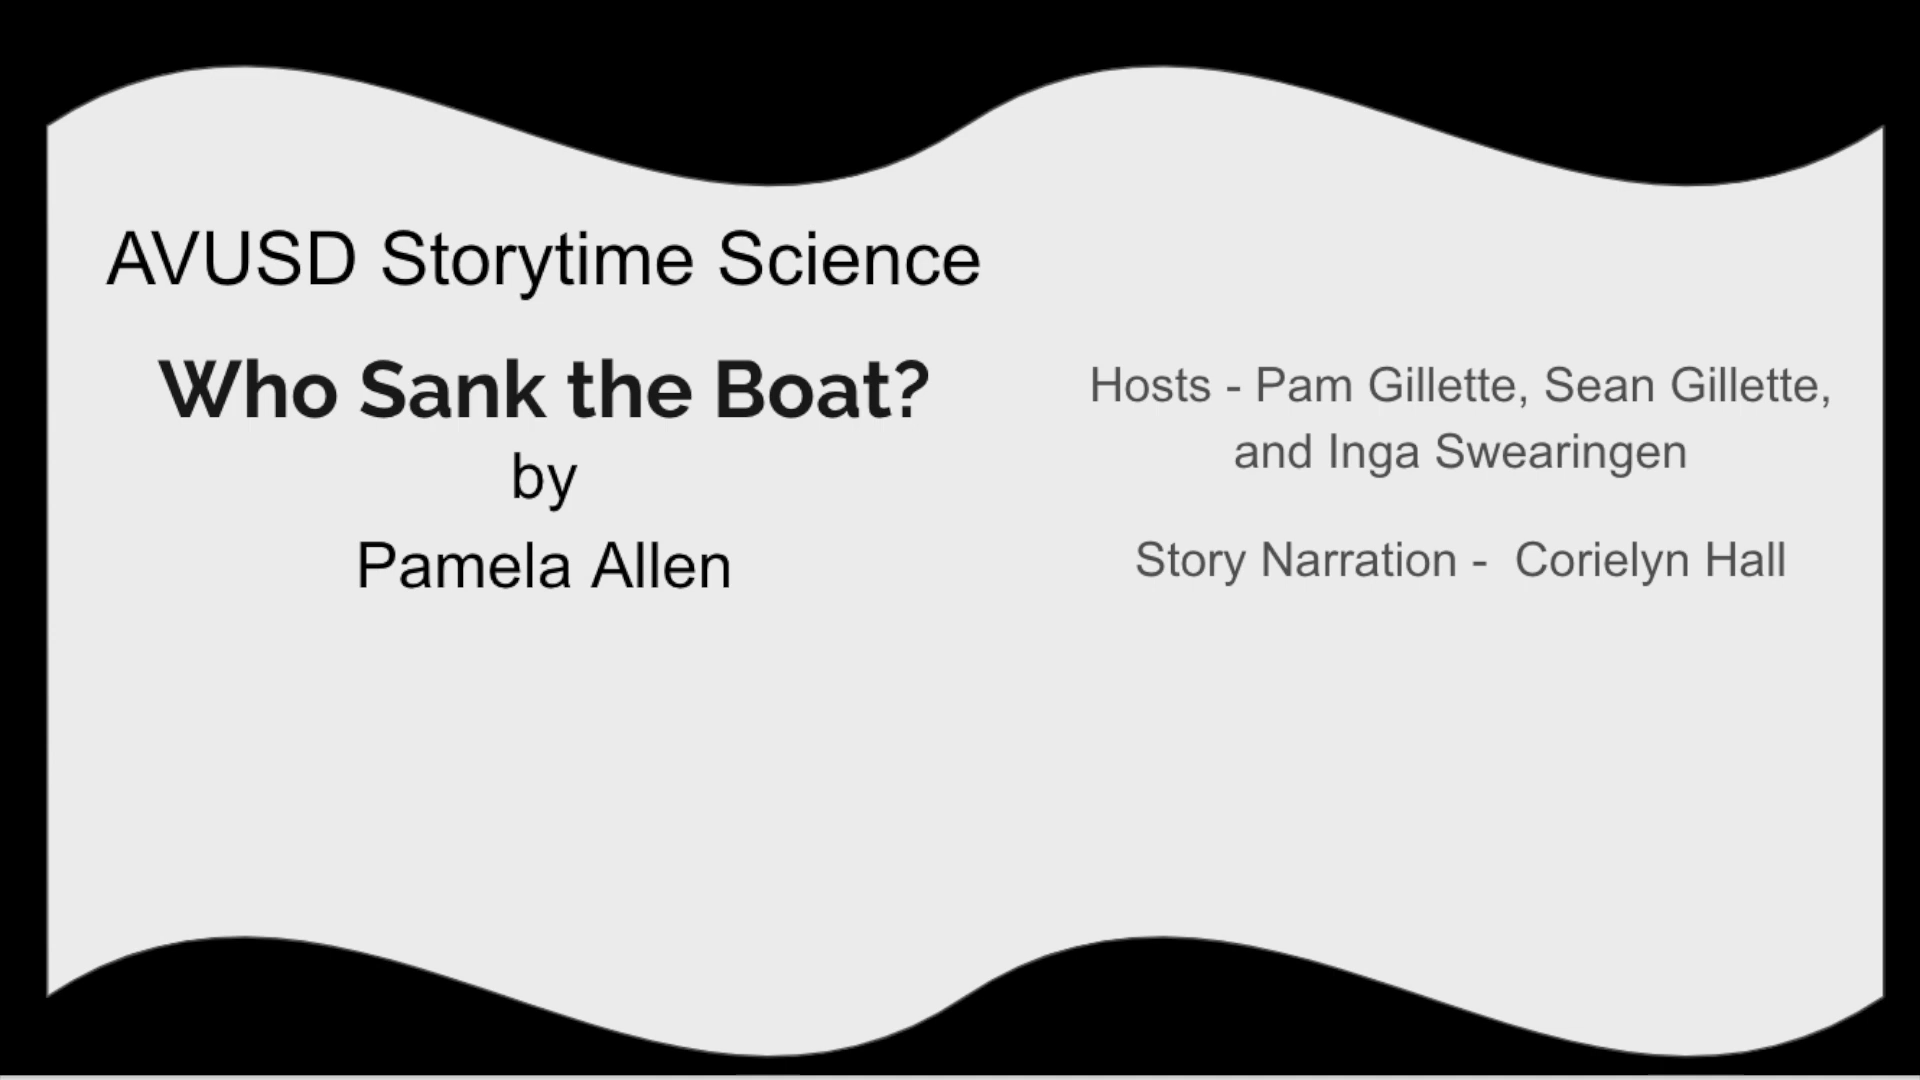 AVUSD Storytime Science
Who Sank the Boat?
by
Pamela Allen
Hosts - Pam Gillette, Sean Gillette,
and Inga Swearingen
Story Narration -  Corielyn Hall